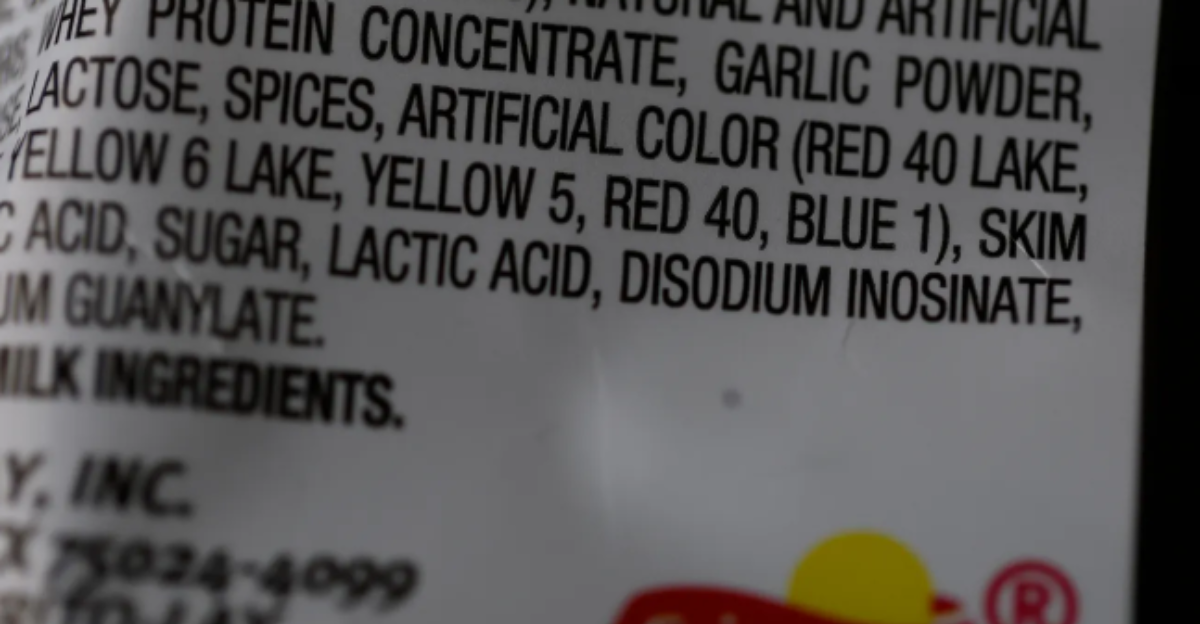 NATURAL AND ARTIFICIAL
WHEY PROTEIN CONCENTRATE, GARLIC POWDER,
LACTOSE, SPICES, ARTIFICIAL COLOR (RED 40 LAKE,
YELLOW 6 LAKE, YELLOW 5, RED 40, BLUE 1), SKIM
C ACID, SUGAR, LACTIC ACID, DISODIUM INOSINATE,
UM GUANYLATE.
MILK INGREDIENTS.
Y, INC.
X 75024-4099
®